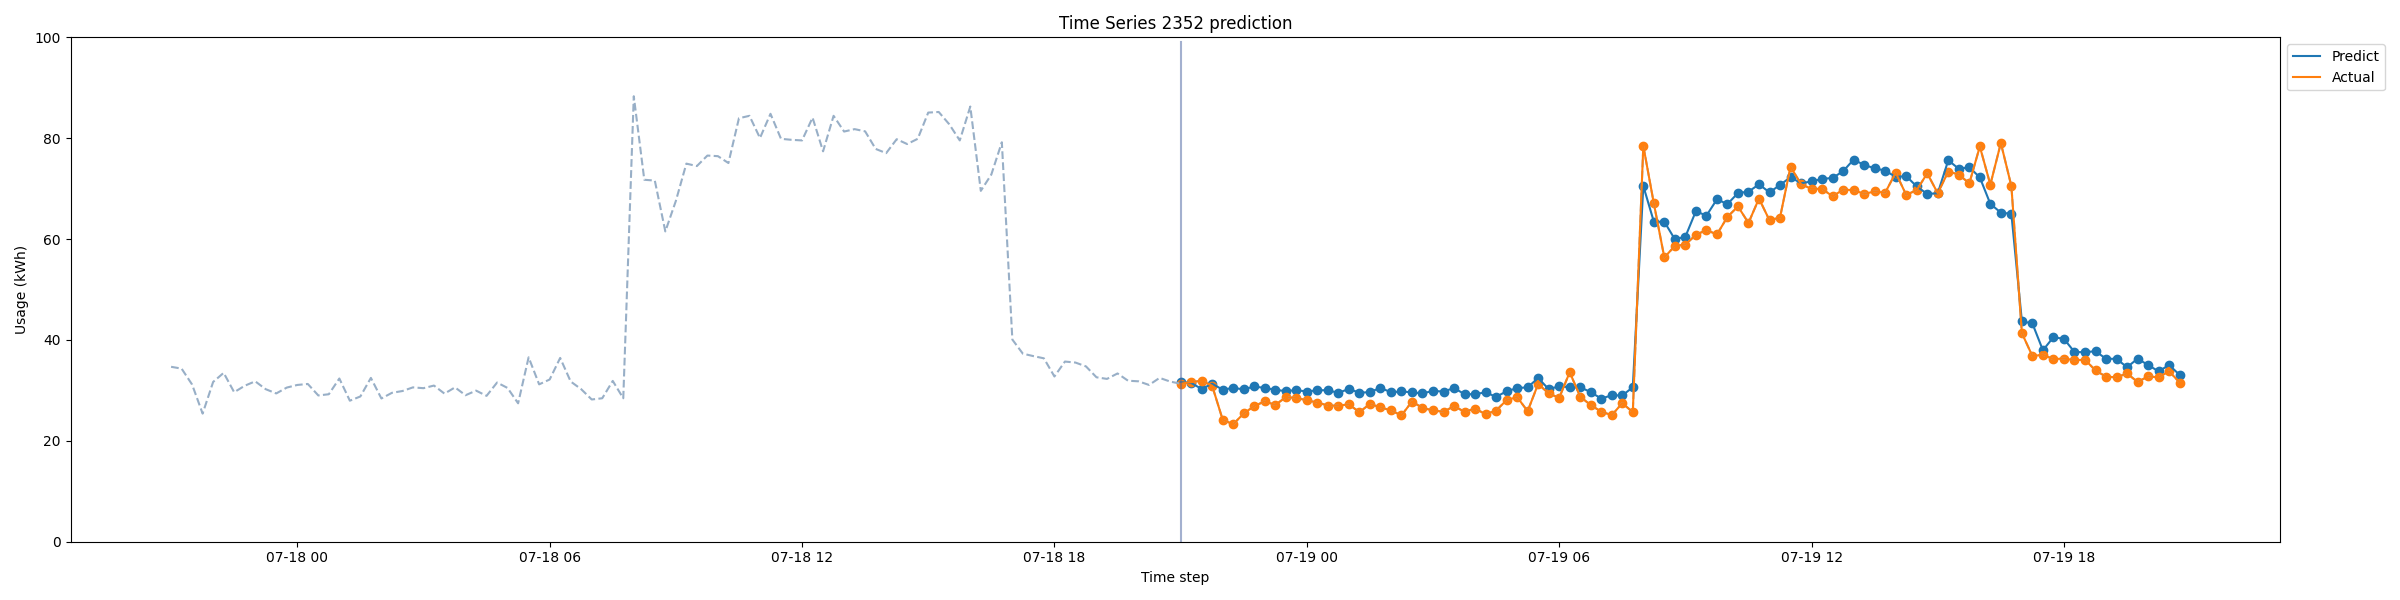 Time Series 2352 prediction
Predict
Actual
100
80
60
40
20
0
Usage (kWh)
07-18 00
07-18 06
07-18 12
07-18 18
07-19 00
07-19 06
07-19 12
07-19 18
Time step